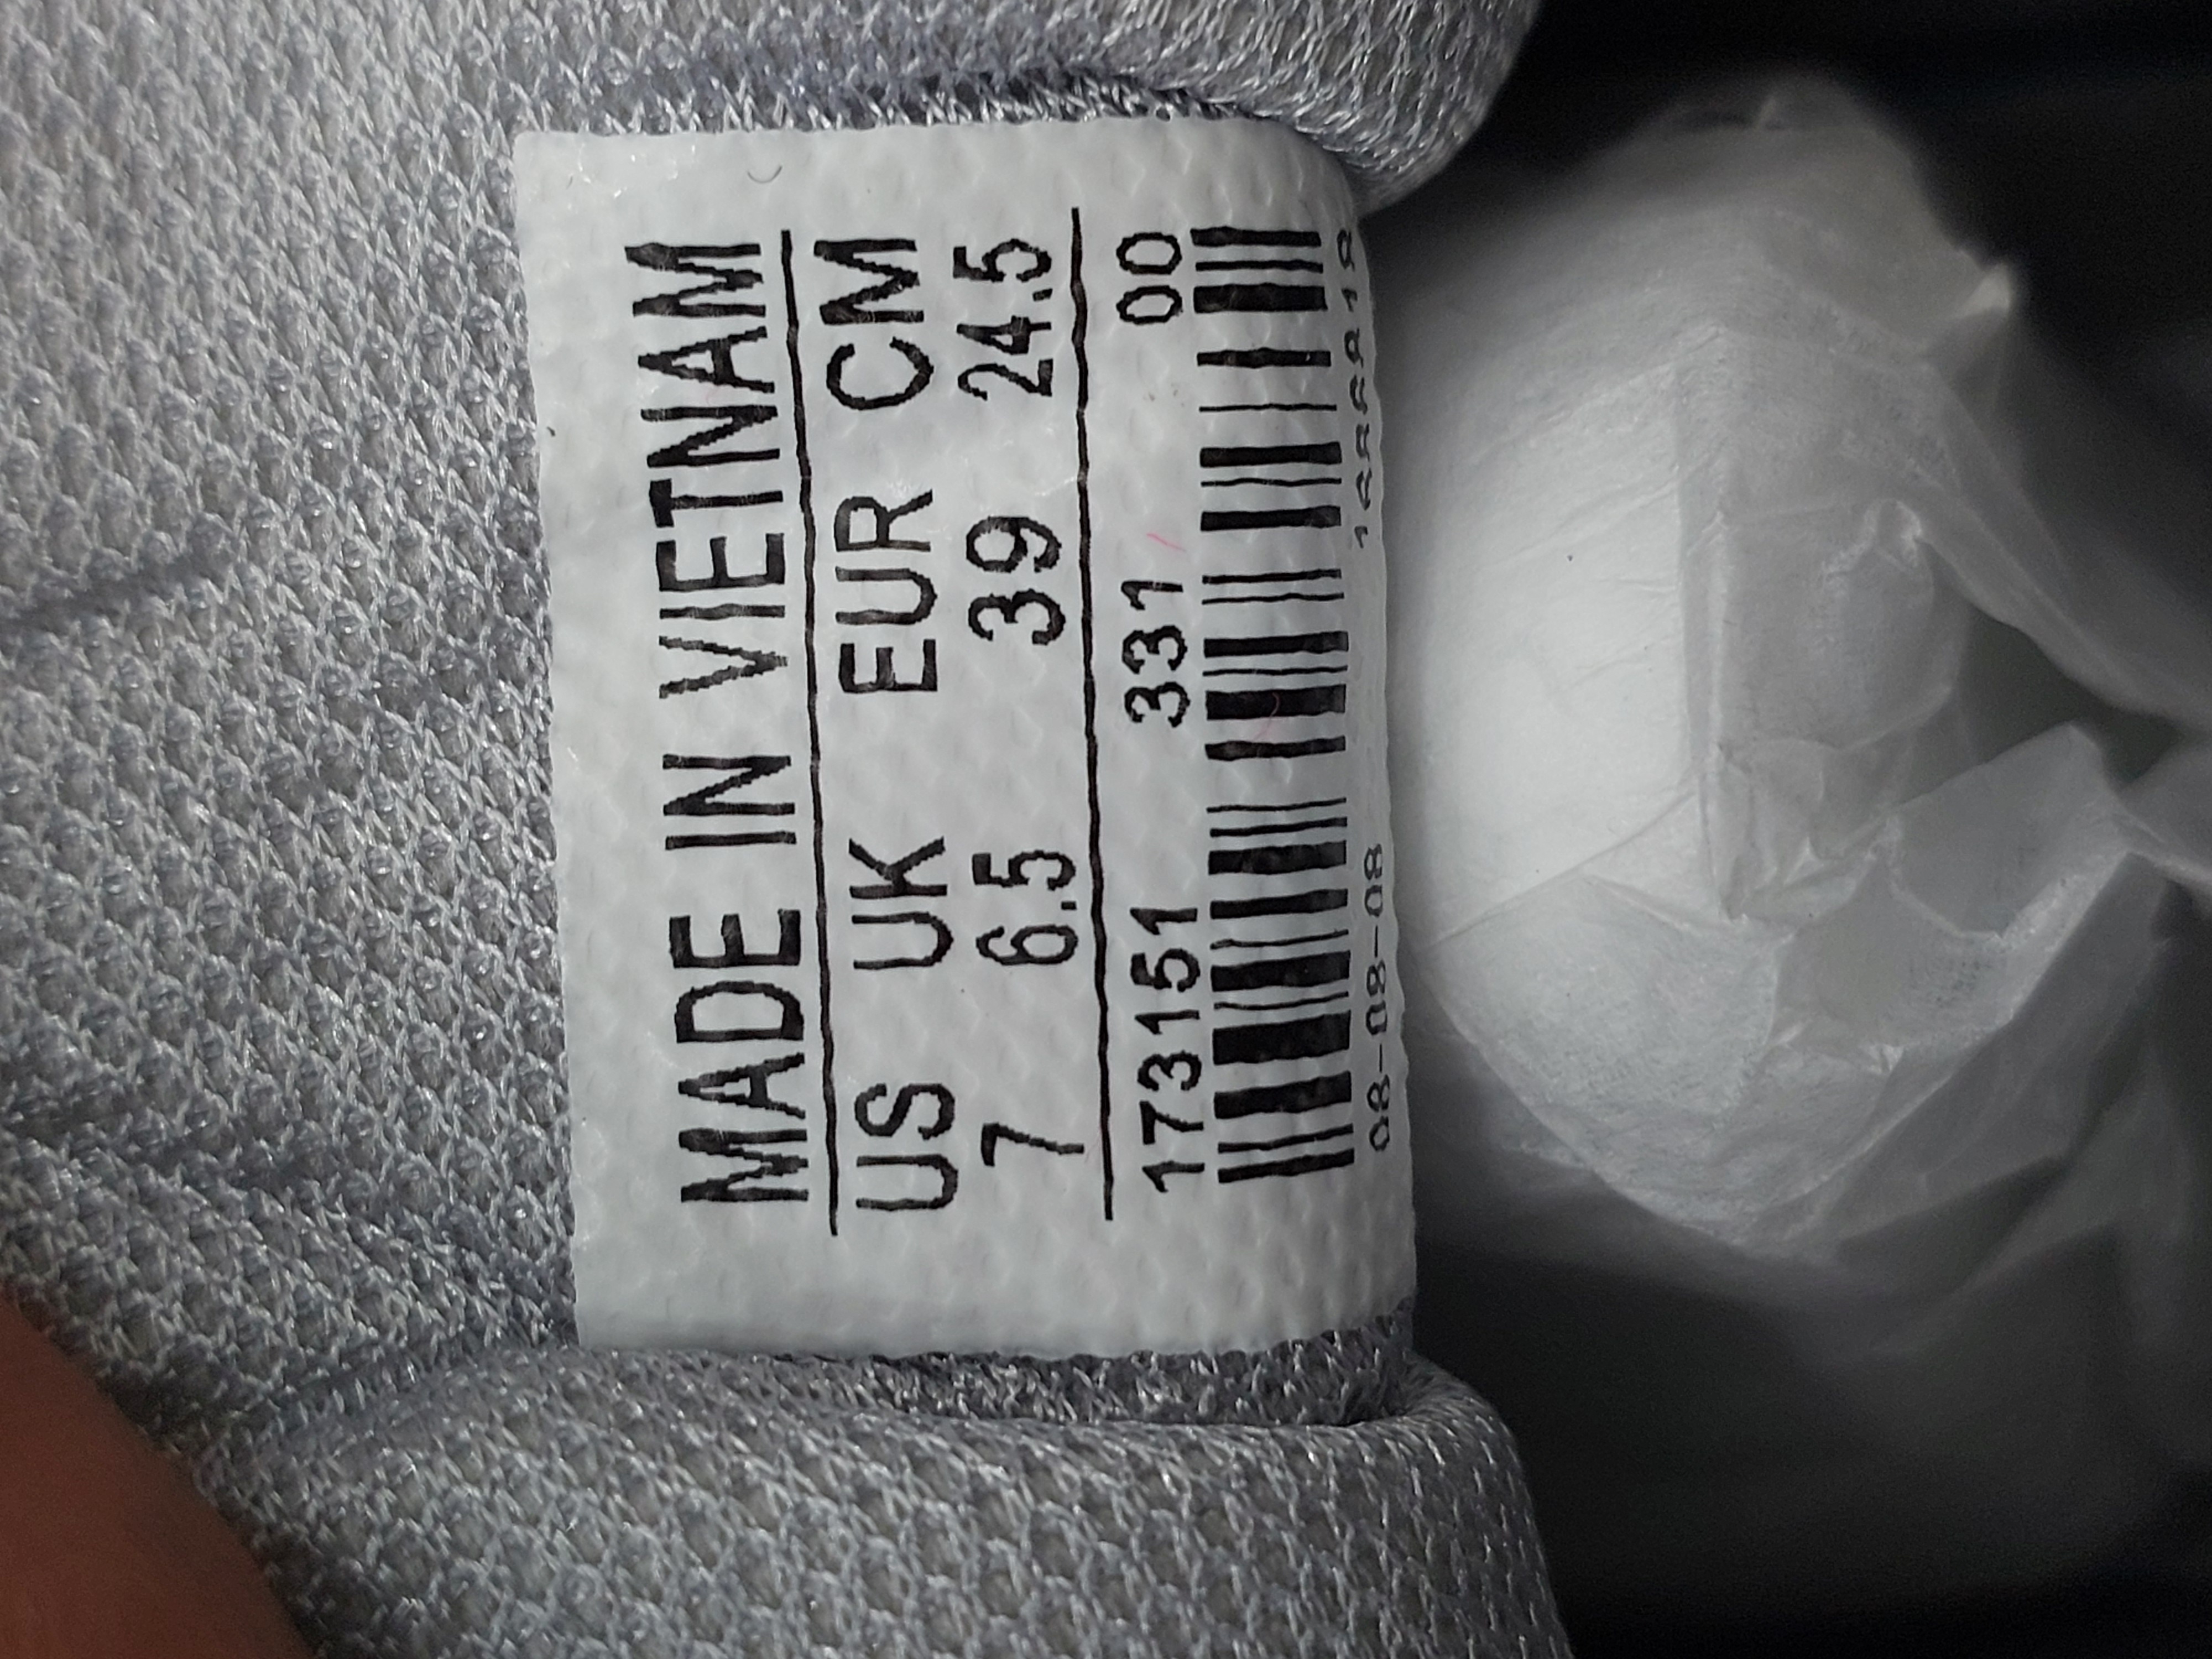 MADE IN VIETNAM
US UK EUR CM
7 6.5 39 24.5
173151 331 00
08-08-08